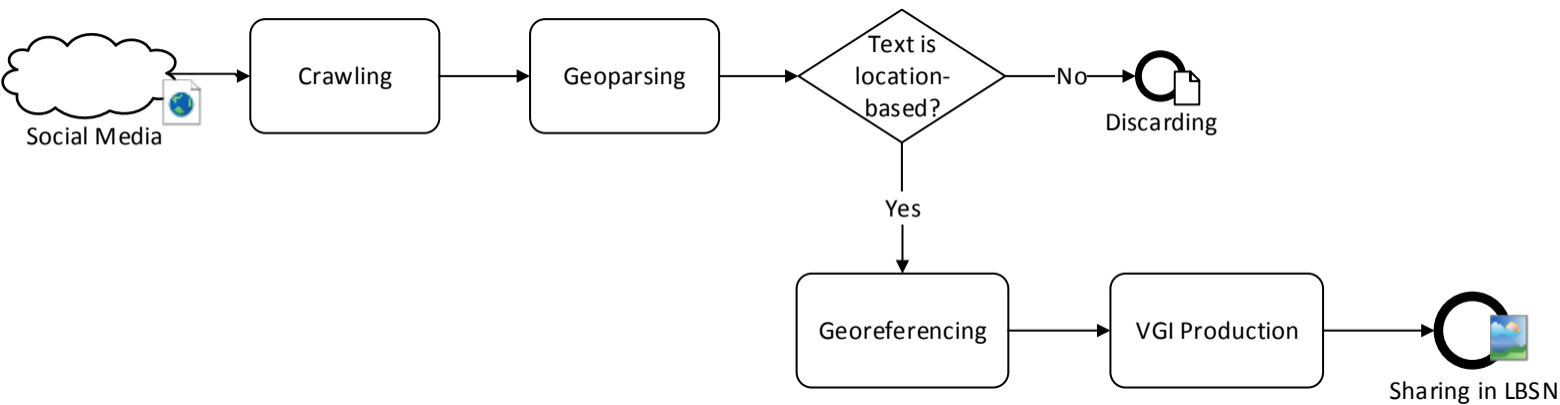 Social Media
Crawling
Geoparsing
Text is
location-
based?
No
Discarding
Yes
Georeferencing
VGI Production
Sharing in LBSN